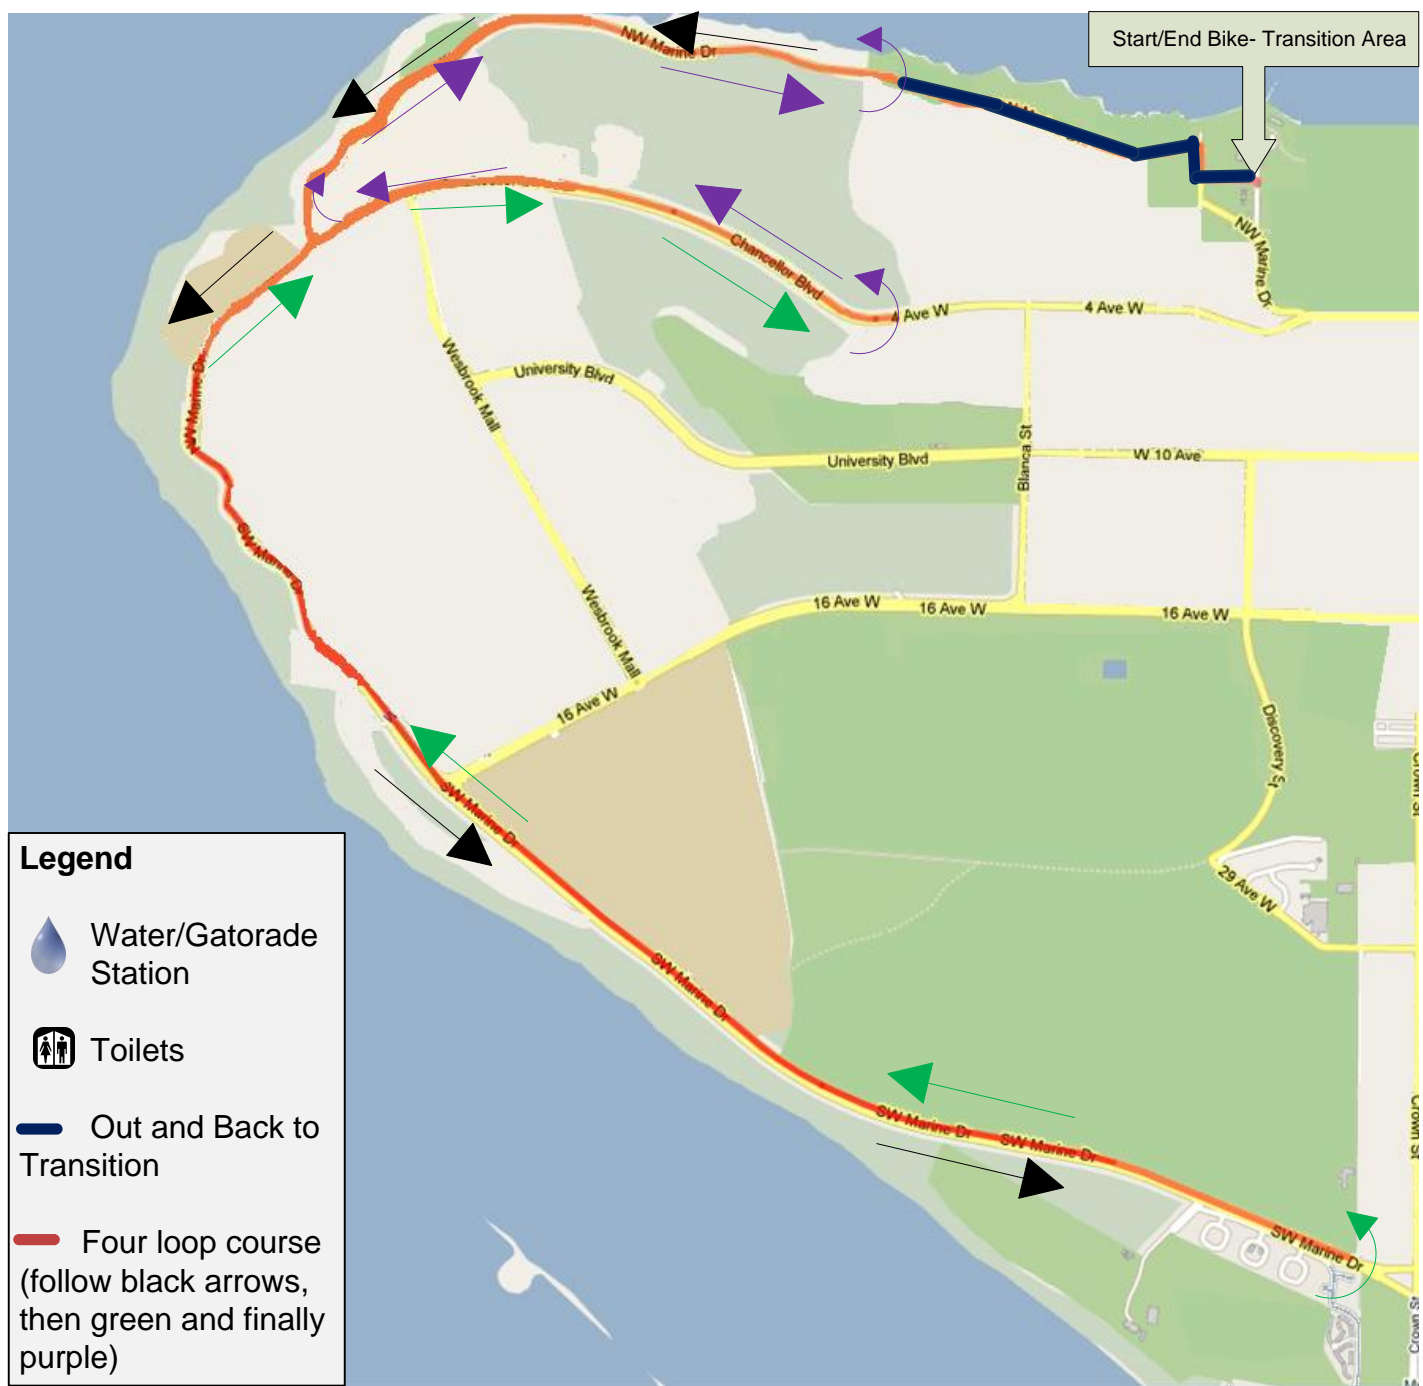 Start/End Bike- Transition Area
NW Marine Dr
NW Marine Dr
Chancellor Blvd
4 Ave W
4 Ave W
NW Marine Dr
Wesbrook Mall
University Blvd
University Blvd
Blanca St
W 10 Ave
SW Marine Dr
Wesbrook Mall
16 Ave W
16 Ave W
16 Ave W
16 Ave W
Discovery St
Crown St
SW Marine Dr
29 Ave W
SW Marine Dr
SW Marine Dr
SW Marine Dr
Crown St
SW Marine Dr
Crown St
Legend
Water/Gatorade
Station
Toilets
Out and Back to
Transition
Four loop course
(follow black arrows,
then green and finally
purple)